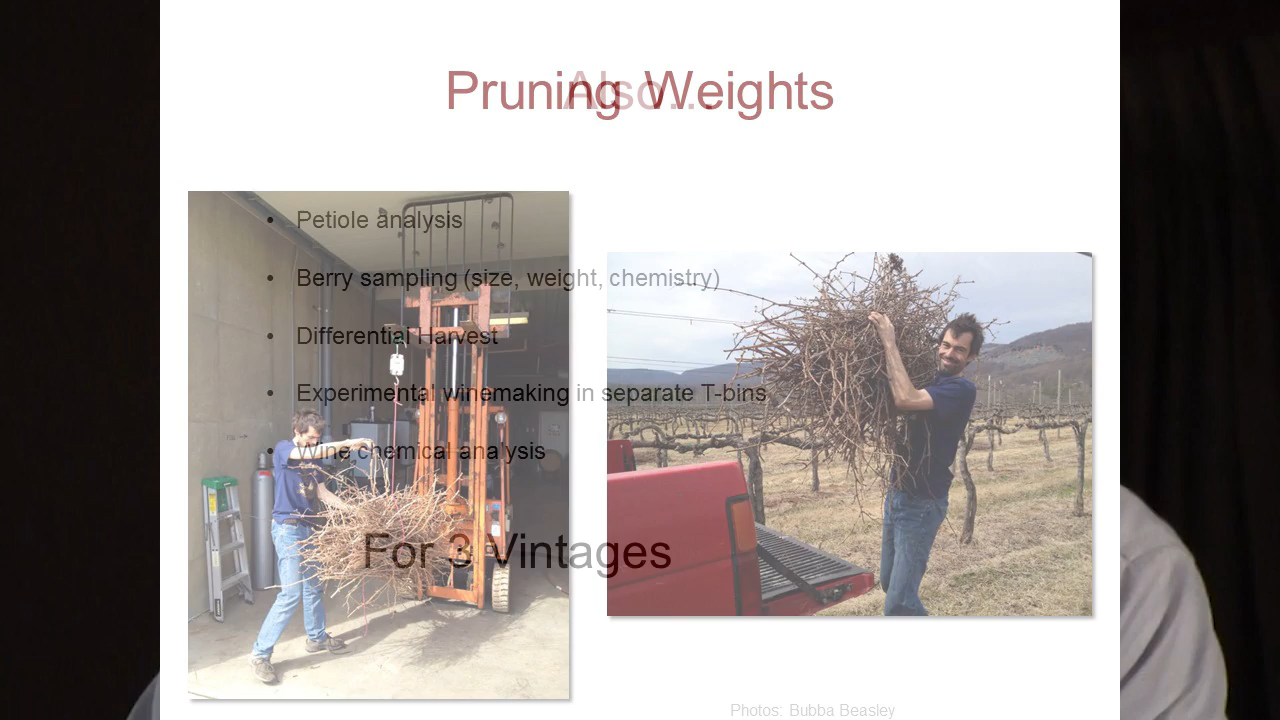 Pruning Weights
Also...
• Petiole analysis
• Berry sampling (size, weight, chemistry)
• Differential Harvest
• Experimental winemaking in separate T-bins
• Wine chemical analysis
For 3 Vintages
Photos: Bubba Beasley